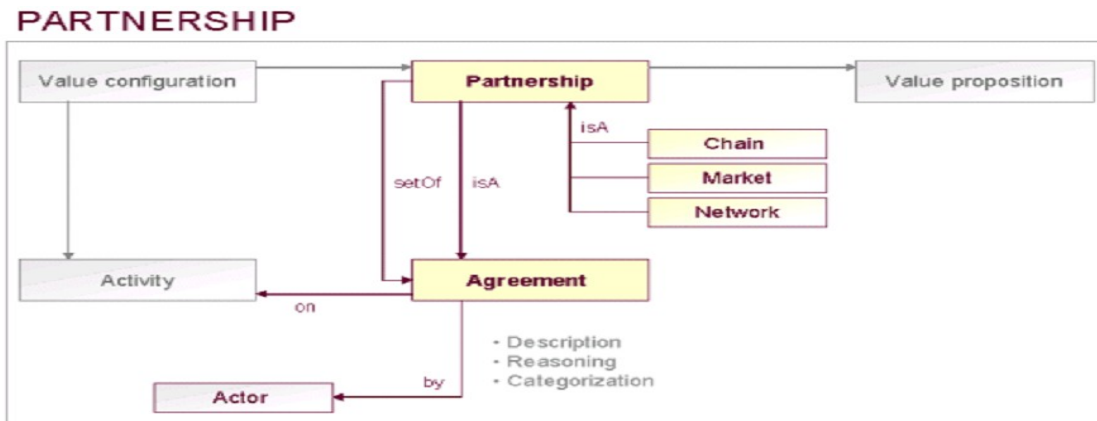 PARTNERSHIP
Value configuration
Partnership
Value proposition
isA
Chain
Market
Network
setOf
isA
Activity
Agreement
on
• Description
• Reasoning
• Categorization
by
Actor